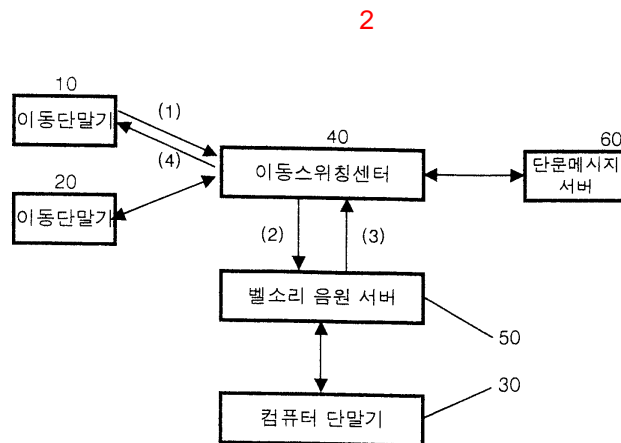 2
10
이동단말기
(1)
(4)
20
이동단말기
40
이동스위칭센터
60
단문메시지
서버
(2)
(3)
벨소리 음원 서버
50
컴퓨터 단말기
30